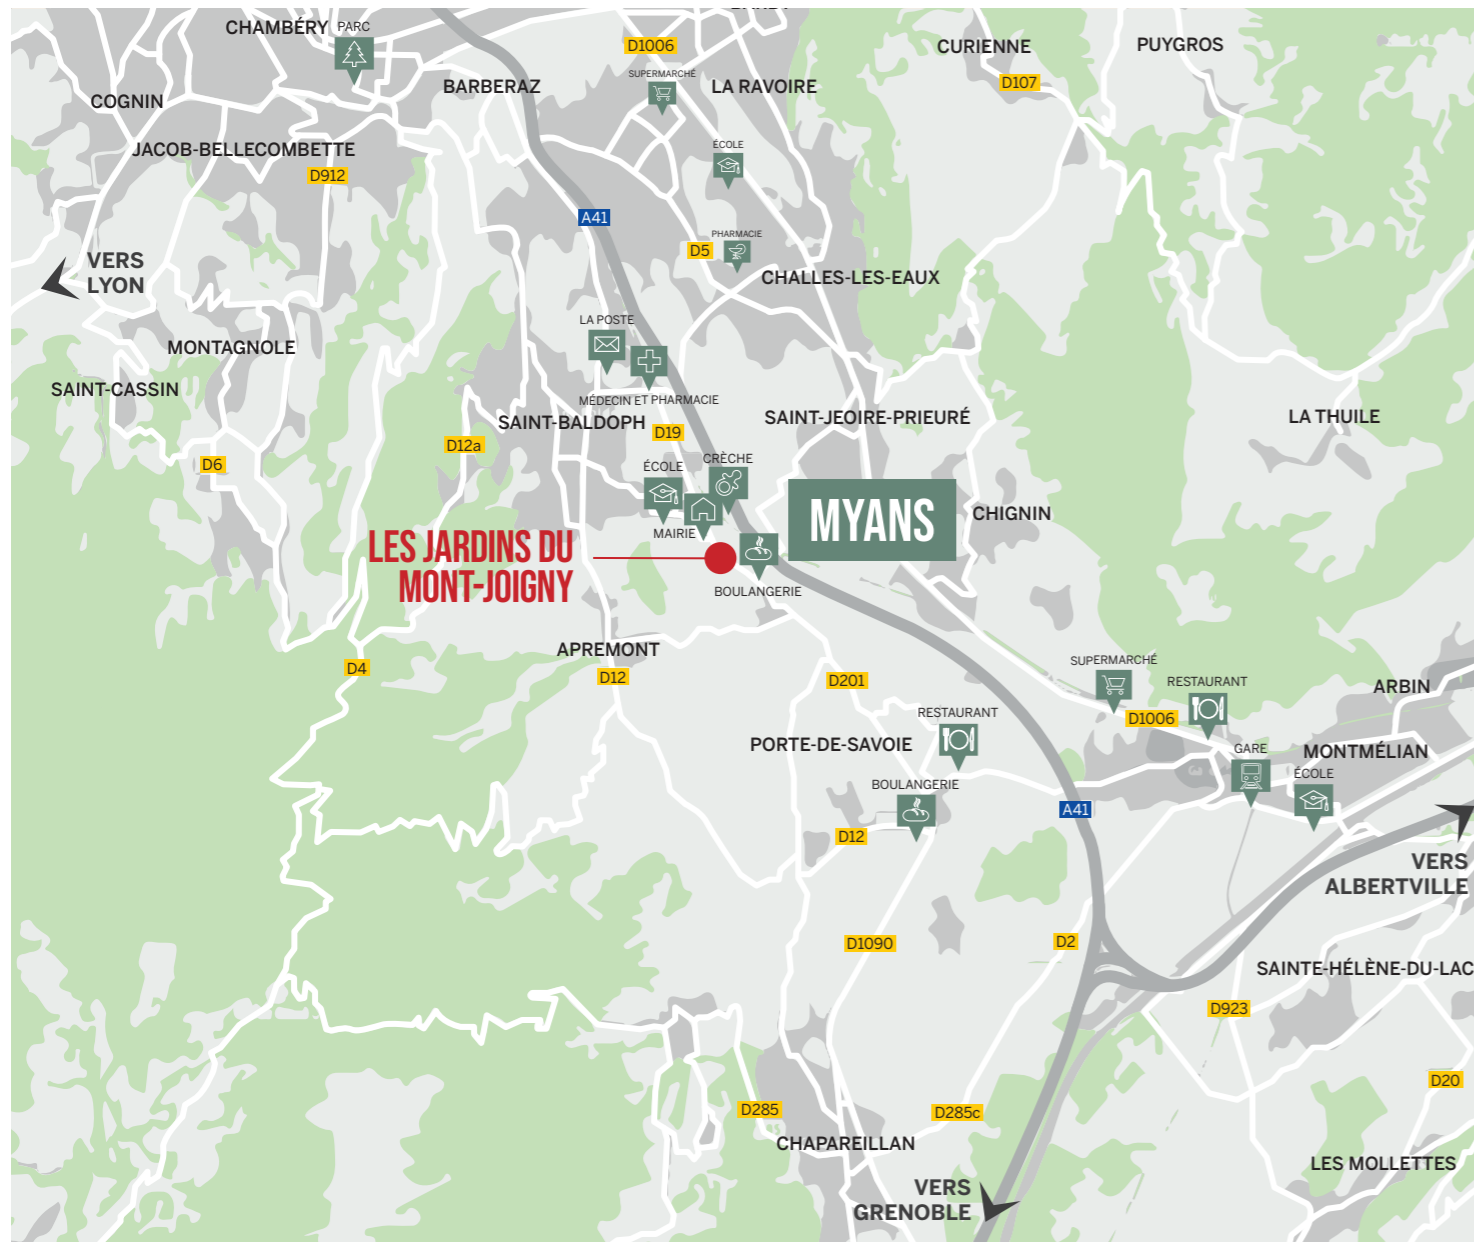 CHAMBÉRY
PARC
D1006
CURIENNE
PUYGROS
SUPERMARCHÉ
LA RAVOIRE
BARBERAZ
D107
COGNIN
JACOB-BELLECOMBETTE
ÉCOLE
D912
A41
PHARMACIE
D5
VERS
LYON
CHALLES-LES-EAUX
LA POSTE
MONTAGNOLE
SAINT-CASSIN
MÉDECIN ET PHARMACIE
SAINT-BALDOPH
D19
SAINT-JEOIRE-PRIEURÉ
LA THUILE
D12a
D6
CRÈCHE
ÉCOLE
MAIRIE
MYANS
CHIGNIN
LES JARDINS DU
MONT-JOIGNY
BOULANGERIE
APREMONT
D4
D12
D201
SUPERMARCHÉ
RESTAURANT
ARBIN
D1006
RESTAURANT
PORTE-DE-SAVOIE
GARE
MONTMÉLIAN
ÉCOLE
BOULANGERIE
A41
D12
VERS
ALBERTVILLE
D1090
D2
SAINTE-HÉLÈNE-DU-LAC
D923
D20
D285
D285c
CHAPAREILLAN
LES MOLLETTES
VERS
GRENOBLE